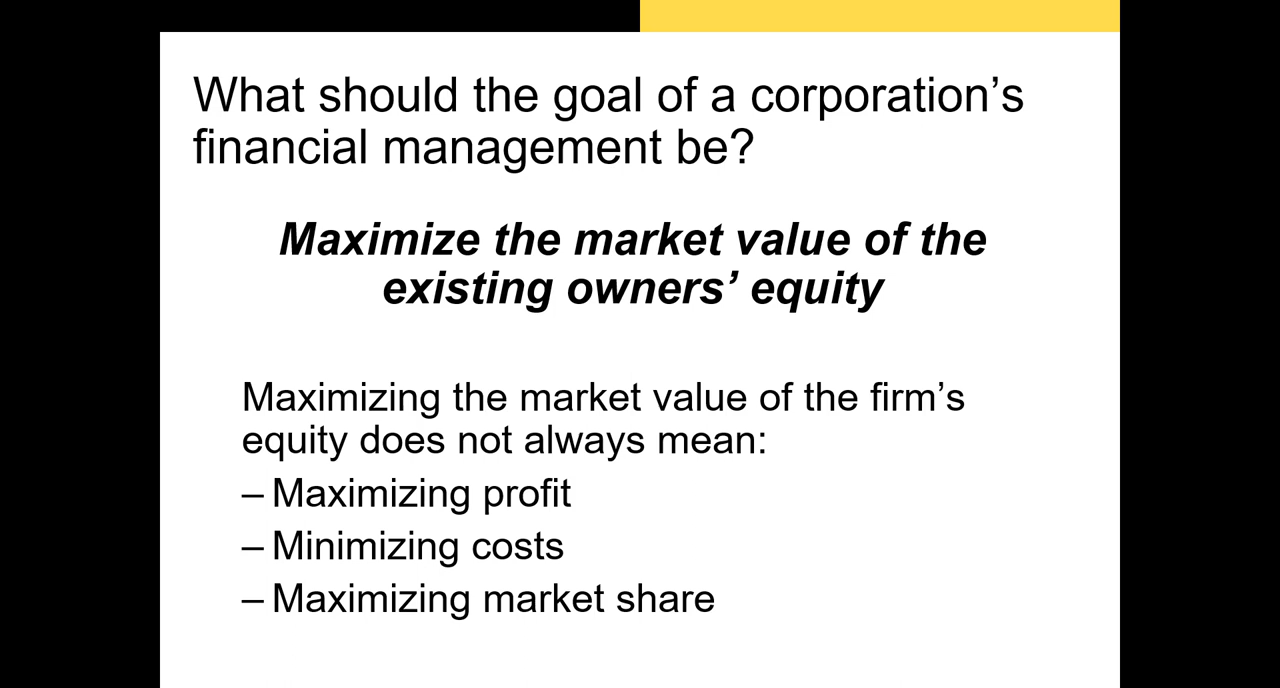 What should the goal of a corporation’s
financial management be?
Maximize the market value of the
existing owners’ equity
Maximizing the market value of the firm’s
equity does not always mean:
– Maximizing profit
– Minimizing costs
– Maximizing market share